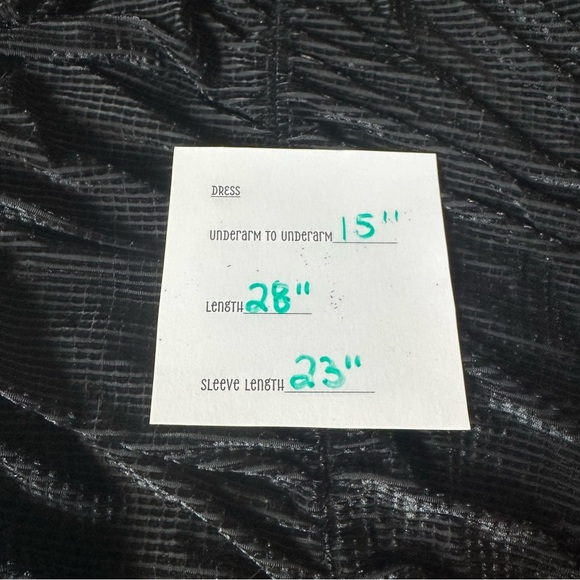 DRESS
UNDERARM TO UNDERARM 15"
LENGTH 28"
SLEEVE LENGTH 23"